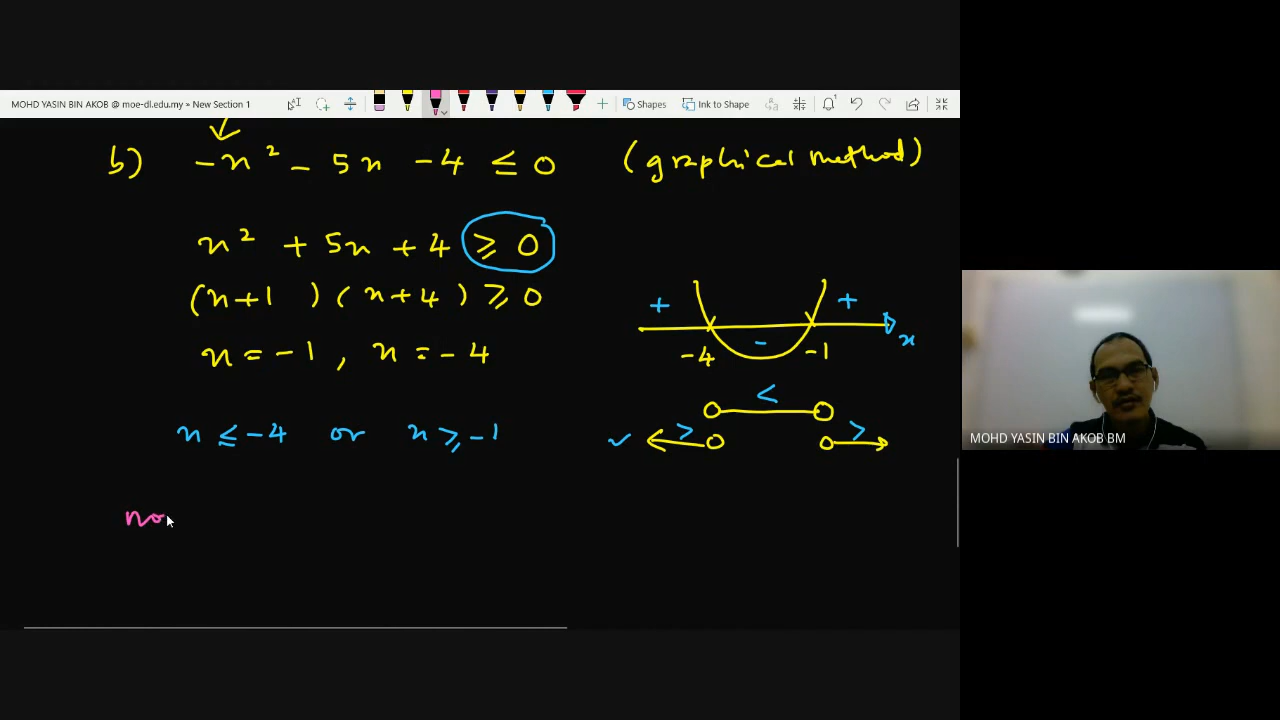 MOHD YASIN BIN AKOB @ moe-dl.edu.my » New Section 1
Shapes
Ink to Shape
b) -x² - 5x - 4 ≤ 0 (graphical method)
x² + 5x + 4 ≥ 0
(x+1 ) ( x+4 ) ≥ 0
+ +
x = -1 , x = -4
-4 - -1 x
<
x ≤ -4 or x ≥ -1
✓ > >
no
MOHD YASIN BIN AKOB BM